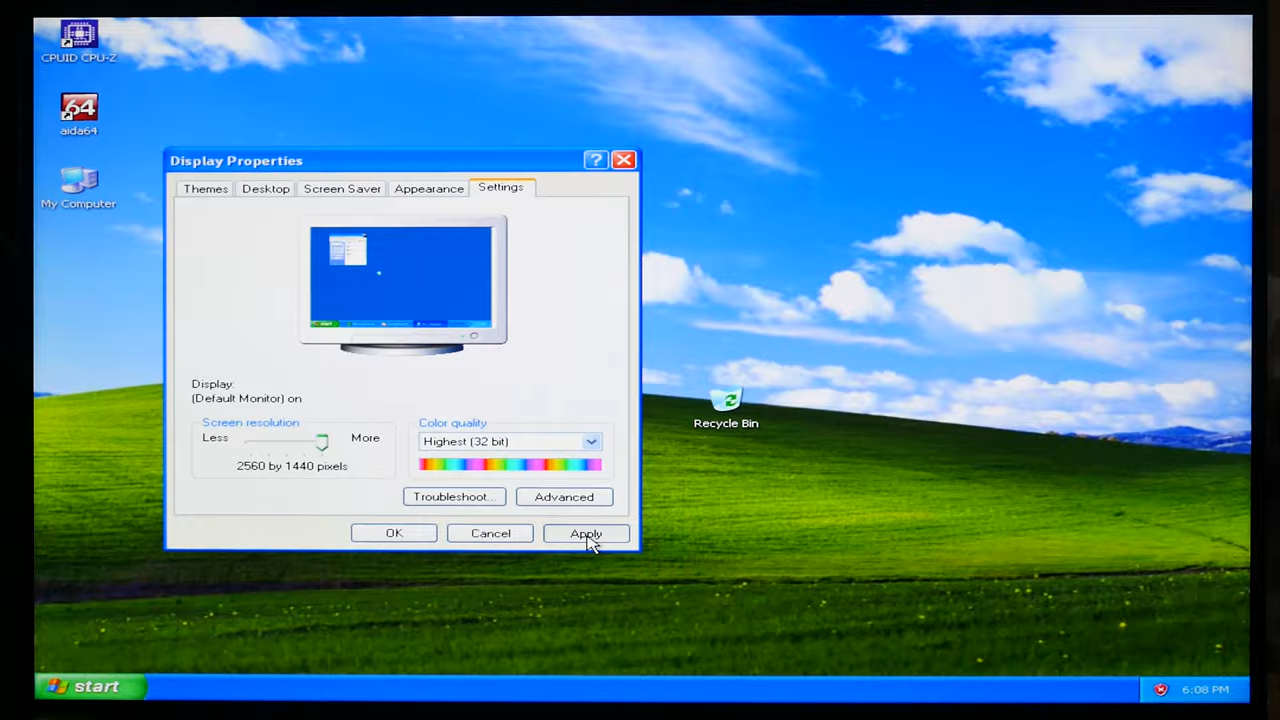 CPUID CPU-Z
64
aida64
My Computer
Display Properties
Themes
Desktop
Screen Saver
Appearance
Settings
Display:
(Default Monitor) on
Screen resolution
Less
More
2560 by 1440 pixels
Color quality
Highest (32 bit)
Troubleshoot...
Advanced
OK
Cancel
Apply
Recycle Bin
start
6:08 PM